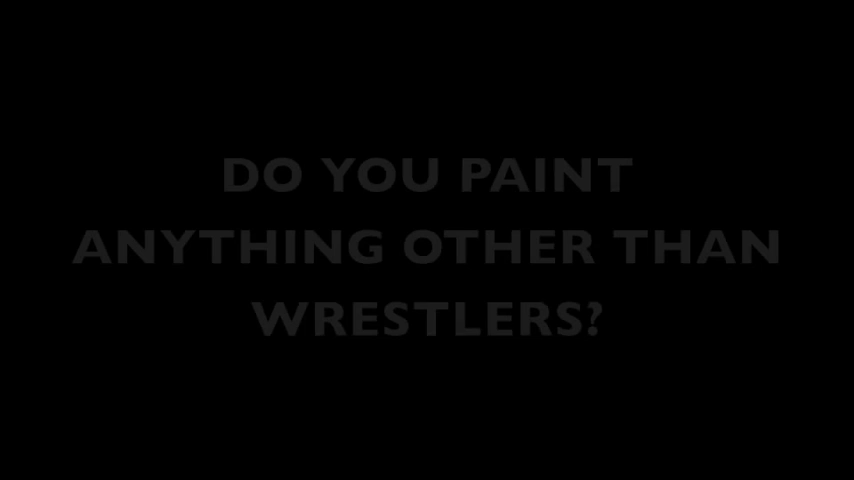 DO YOU PAINT
ANYTHING OTHER THAN
WRESTLERS?